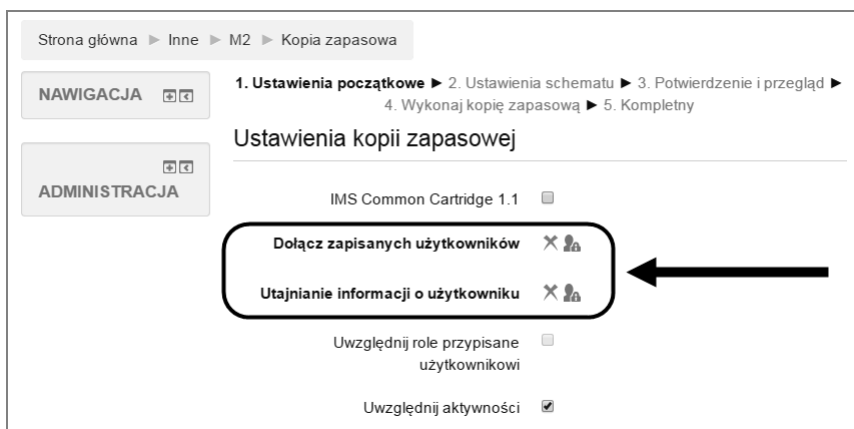 Strona główna ► Inne ► M2 ► Kopia zapasowa
NAWIGACJA
1. Ustawienia początkowe ► 2. Ustawienia schematu ► 3. Potwierdzenie i przegląd ►
4. Wykonaj kopię zapasową ► 5. Kompletny
Ustawienia kopii zapasowej
ADMINISTRACJA
IMS Common Cartridge 1.1
Dołącz zapisanych użytkowników
Utajnianie informacji o użytkowniku
Uwzględnij role przypisane
użytkownikowi
Uwzględnij aktywności